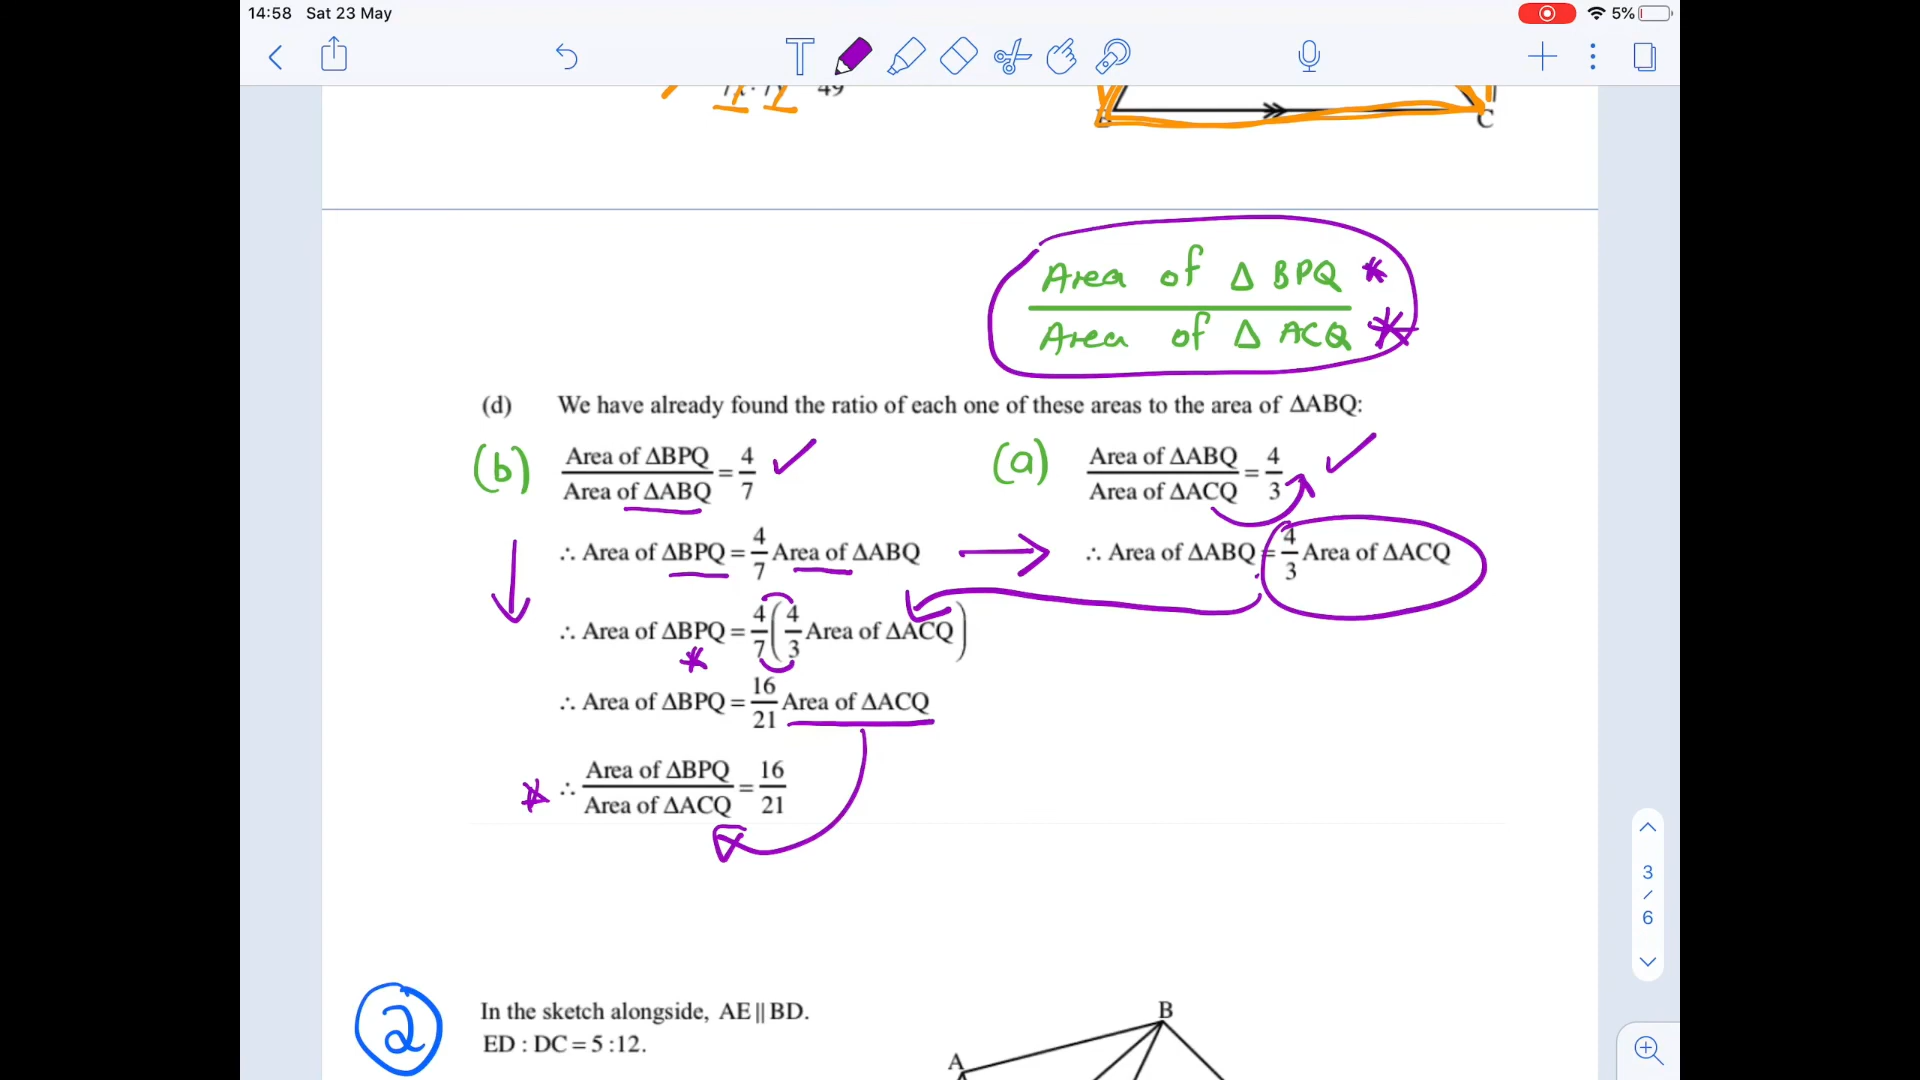 14:58 Sat 23 May 5%
49
C
Area of Δ BPQ *
Area of Δ ACQ *
(d) We have already found the ratio of each one of these areas to the area of ΔABQ:
(b) Area of ΔBPQ / Area of ΔABQ = 4/7
(a) Area of ΔABQ / Area of ΔACQ = 4/3
∴ Area of ΔBPQ = 4/7 Area of ΔABQ
∴ Area of ΔABQ = 4/3 Area of ΔACQ
∴ Area of ΔBPQ = 4/7 (4/3 Area of ΔACQ)
∴ Area of ΔBPQ = 16/21 Area of ΔACQ
* ∴ Area of ΔBPQ / Area of ΔACQ = 16/21
3
/
6
2 In the sketch alongside, AE || BD.
ED : DC = 5 :12.
B
A